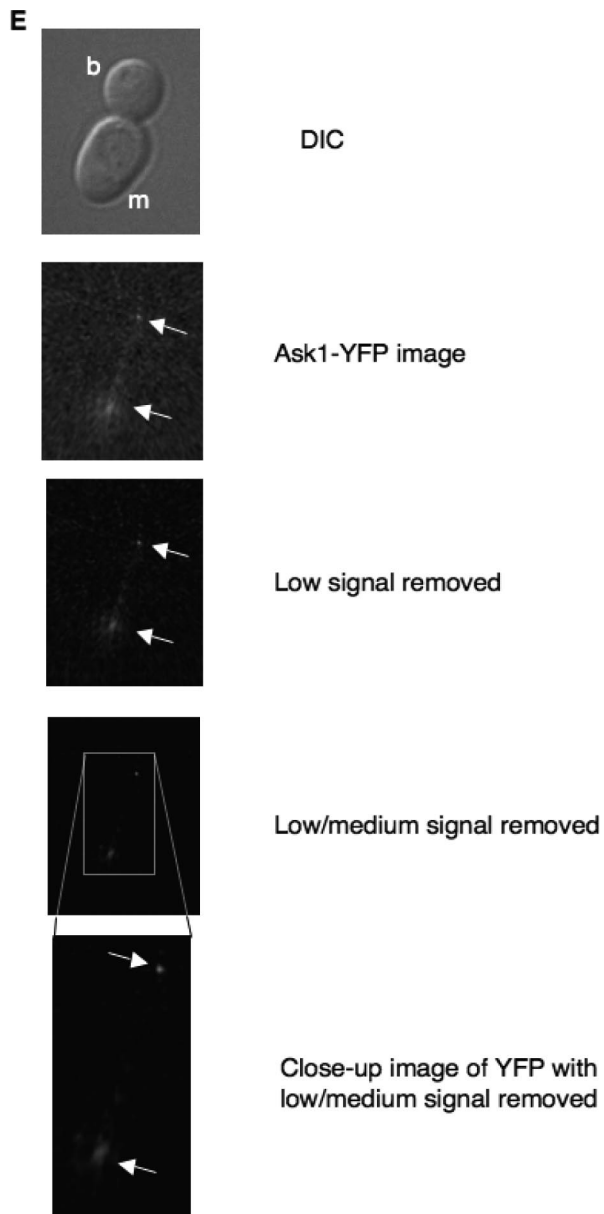 E
b
m
DIC
Ask1-YFP image
Low signal removed
Low/medium signal removed
Close-up image of YFP with
low/medium signal removed